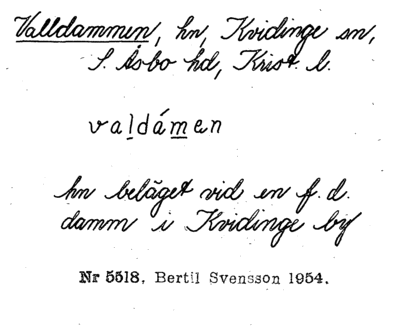 Valldammen, hn, Kvidinge sn,
S. Åsbo hd, Krist. l.
valdámen
hn beläget vid en f. d.
damm i Kvidinge by
Nr 5518, Bertil Svensson 1954.